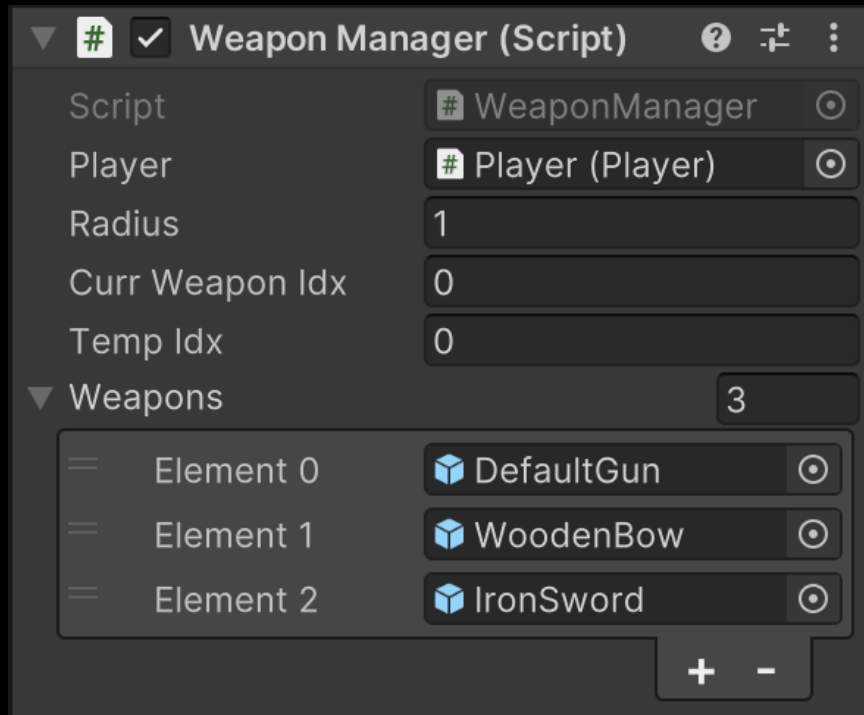 # Weapon Manager (Script) ?
Script # WeaponManager
Player # Player (Player)
Radius 1
Curr Weapon Idx 0
Temp Idx 0
Weapons 3
Element 0 DefaultGun
Element 1 WoodenBow
Element 2 IronSword
+ -